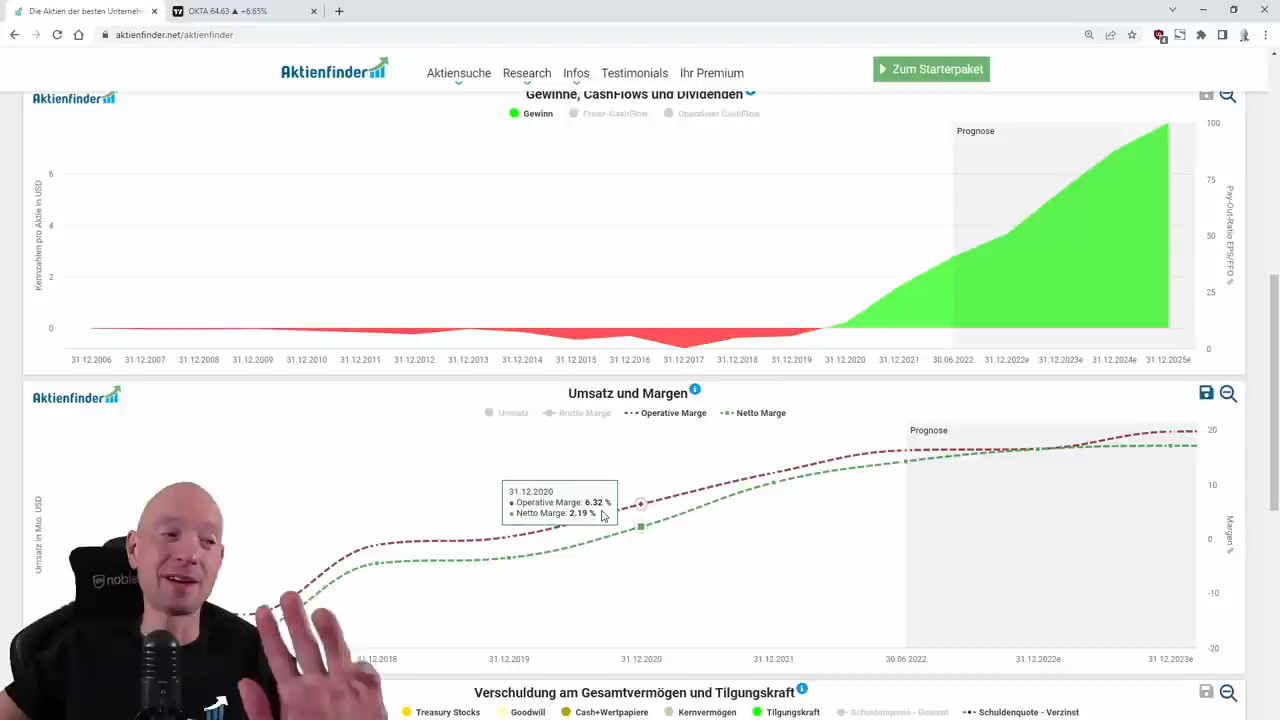 Die Aktien der besten Unterneh
OKTA 64.63 ▲ +6.65%
aktienfinder.net/aktienfinder
Aktienfinder
Aktiensuche Research Infos Testimonials Ihr Premium
Zum Starterpaket
Aktienfinder
Gewinne, CashFlows und Dividenden
Gewinn Freier-CashFlow Operativer CashFlow
Kennzahlen pro Aktie in USD
6
4
2
0
Prognose
100
75
50
25
0
Pay-Out-Ratio EPS/FFO %
31.12.2006 31.12.2007 31.12.2008 31.12.2009 31.12.2010 31.12.2011 31.12.2012 31.12.2013 31.12.2014 31.12.2015 31.12.2016 31.12.2017 31.12.2018 31.12.2019 31.12.2020 31.12.2021 30.06.2022 31.12.2022e 31.12.2023e 31.12.2024e 31.12.2025e
Aktienfinder
Umsatz und Margen
Umsatz Brutto Marge Operative Marge Netto Marge
Umsatz in Mio. USD
Prognose
31.12.2020
Operative Marge: 6.32 %
Netto Marge: 2.19 %
20
10
0
-10
-20
Margen %
31.12.2018 31.12.2019 31.12.2020 31.12.2021 30.06 2022 31.12.2022e 31.12.2023e
noble
Verschuldung am Gesamtvermögen und Tilgungskraft
Treasury Stocks Goodwill Cash+Wertpapiere Kernvermögen Tilgungskraft Schuldenquote - Gesamt Schuldenquote - Verzinst